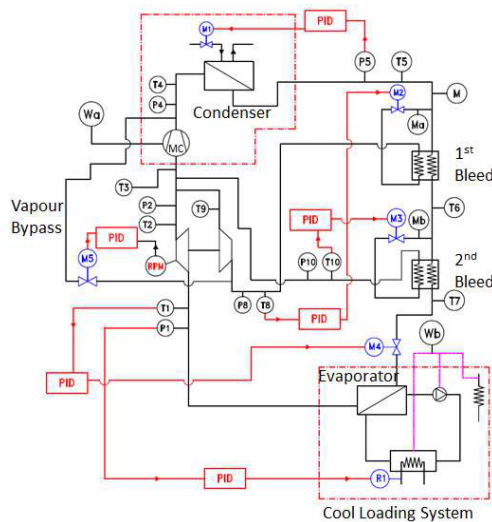 M1
PID
P5
T5
T4
P4
Condenser
M2
M
Wa
Ma
MC
1st
Bleed
T3
P2
T9
T2
Vapour
Bypass
PID
M5
RPM
PID
M3
Mb
T6
P10
T10
2nd
Bleed
P8
T8
PID
T7
T1
P1
M4
Wb
PID
Evaporator
PID
R1
Cool Loading System